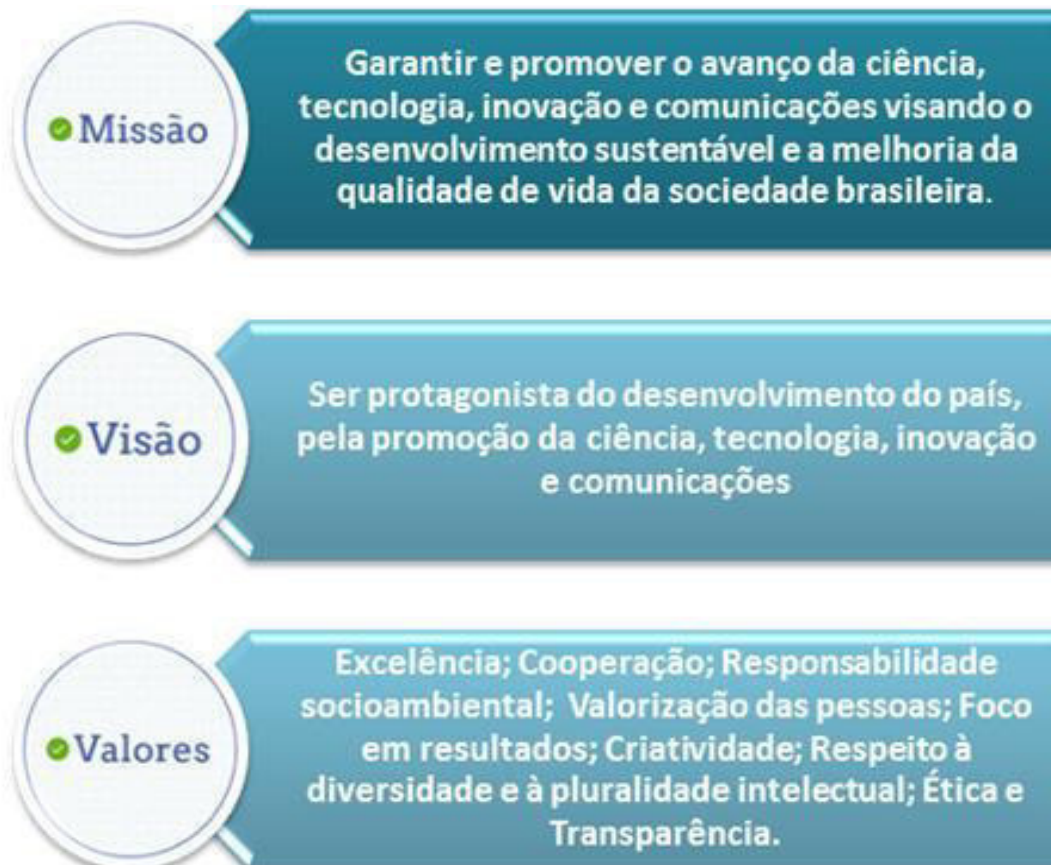 Missão
Garantir e promover o avanço da ciência,
tecnologia, inovação e comunicações visando o
desenvolvimento sustentável e a melhoria da
qualidade de vida da sociedade brasileira.
Visão
Ser protagonista do desenvolvimento do país,
pela promoção da ciência, tecnologia, inovação
e comunicações
Valores
Excelência; Cooperação; Responsabilidade
socioambiental; Valorização das pessoas; Foco
em resultados; Criatividade; Respeito à
diversidade e à pluralidade intelectual; Ética e
Transparência.